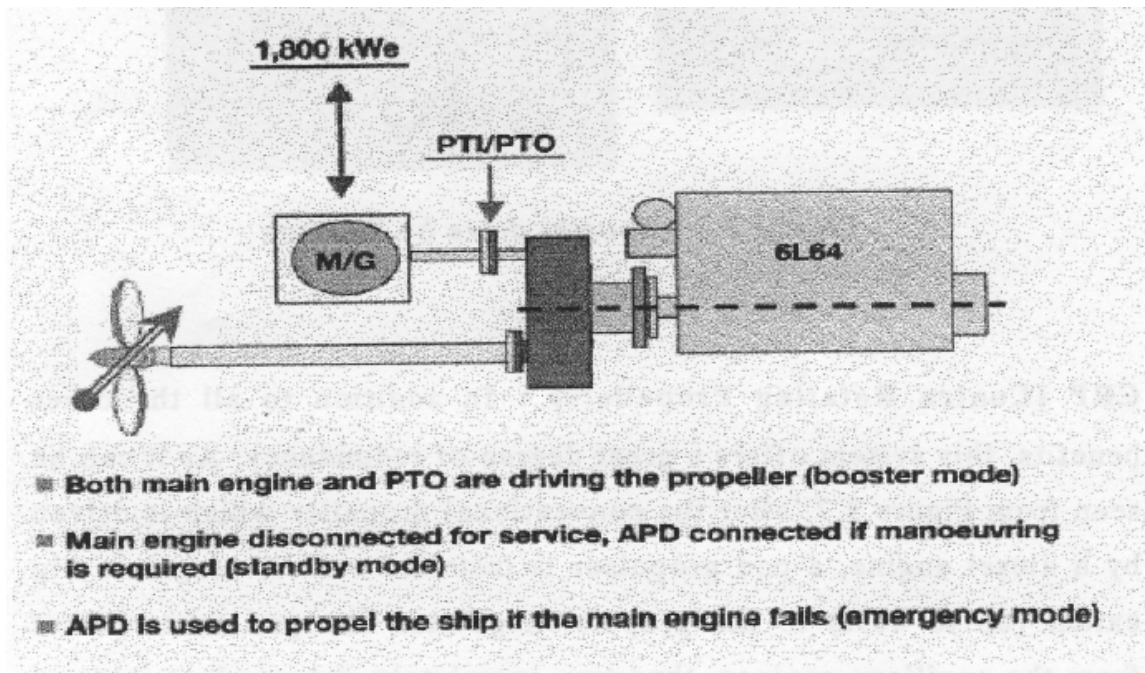 1,800 kWe
PTI/PTO
M/G
6L64
Both main engine and PTO are driving the propeller (booster mode)
Main engine disconnected for service, APD connected if manoeuvring
is required (standby mode)
APD is used to propel the ship if the main engine fails (emergency mode)